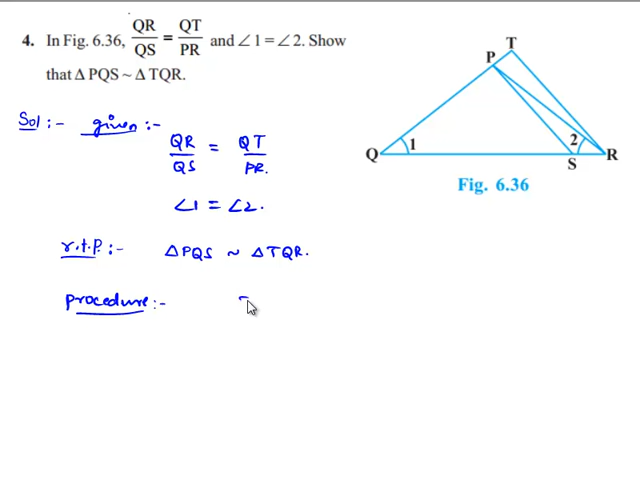 4. In Fig. 6.36, QR/QS = QT/PR and ∠1 = ∠2. Show
that Δ PQS ~ Δ TQR.
Sol :- given :-
QR/QS = QT/PR.
∠1 = ∠2.
r.t.P. :- ΔPQS ~ ΔTQR.
procedure :-
T
P
Q 1 2 R
S
Fig. 6.36